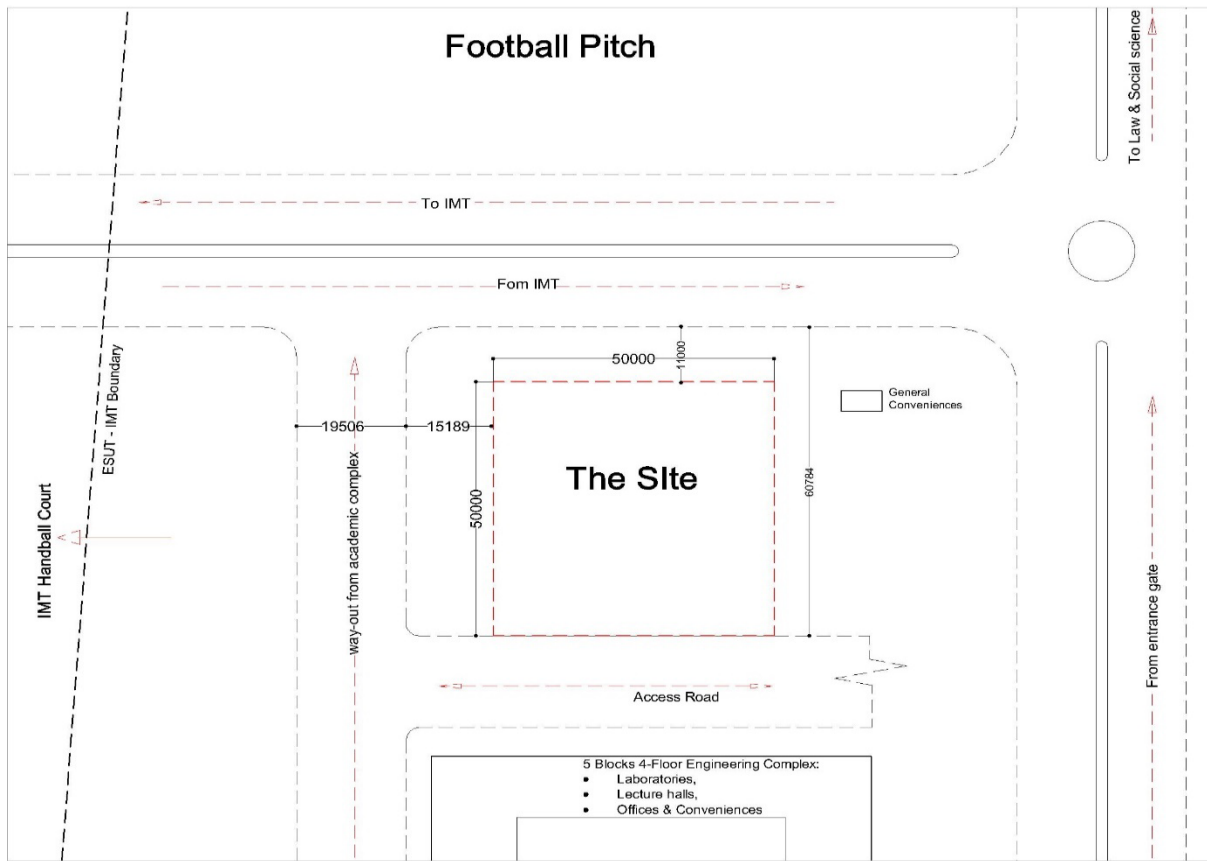 Football Pitch
To Law & Social science
To IMT
Fom IMT
ESUT - IMT Boundary
50000
11000
General
Conveniences
19506
15189
The SIte
50000
60784
IMT Handball Court
way-out from academic complex
From entrance gate
Access Road
5 Blocks 4-Floor Engineering Complex:
• Laboratories,
• Lecture halls,
• Offices & Conveniences